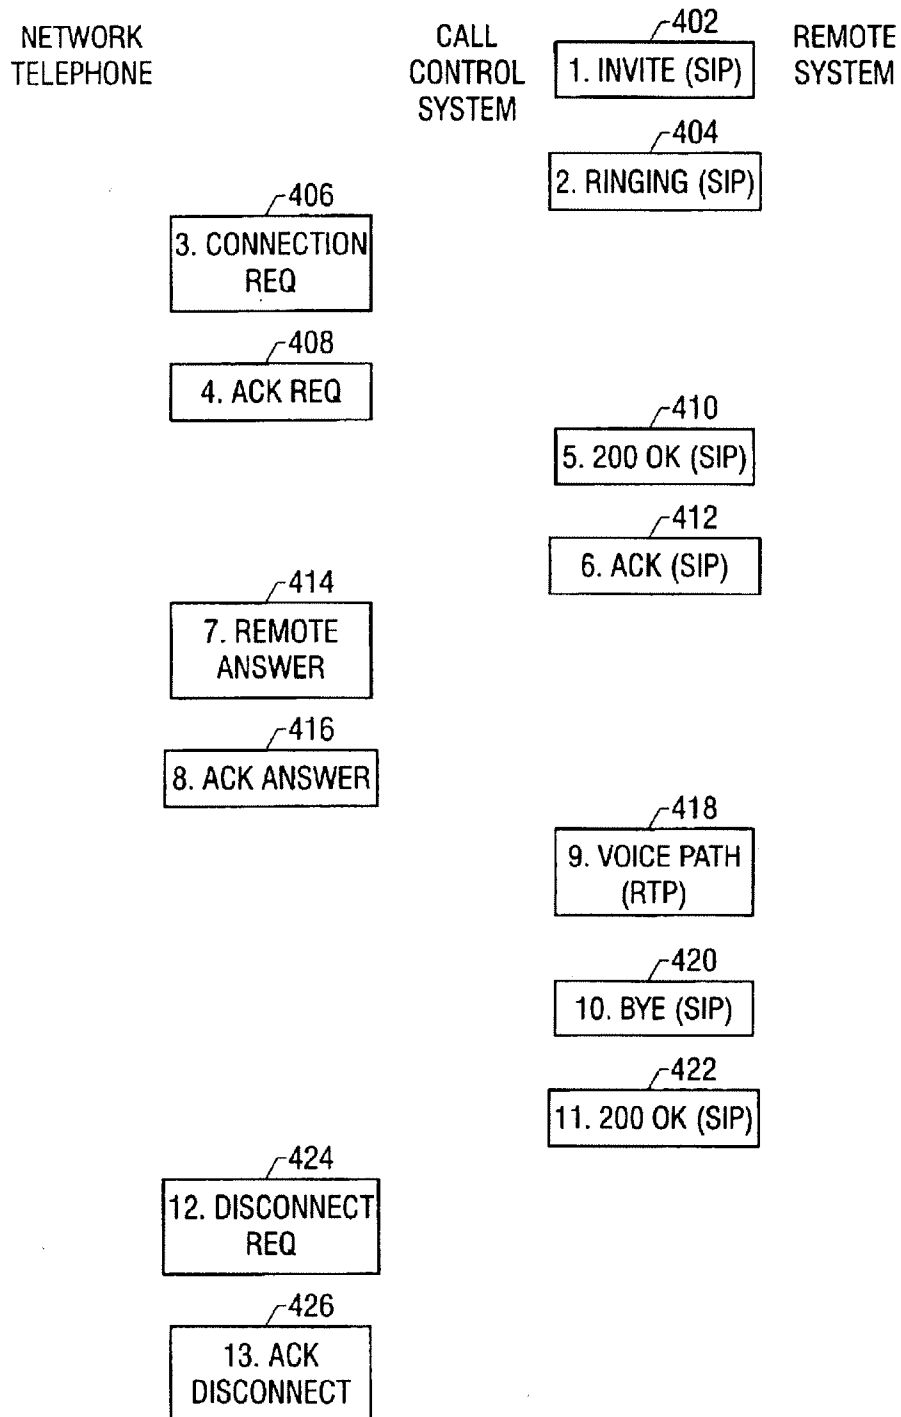 NETWORK
TELEPHONE
CALL
CONTROL
SYSTEM
REMOTE
SYSTEM
402
1. INVITE (SIP)
404
2. RINGING (SIP)
406
3. CONNECTION
REQ
408
4. ACK REQ
410
5. 200 OK (SIP)
412
6. ACK (SIP)
414
7. REMOTE
ANSWER
416
8. ACK ANSWER
418
9. VOICE PATH
(RTP)
420
10. BYE (SIP)
422
11. 200 OK (SIP)
424
12. DISCONNECT
REQ
426
13. ACK
DISCONNECT